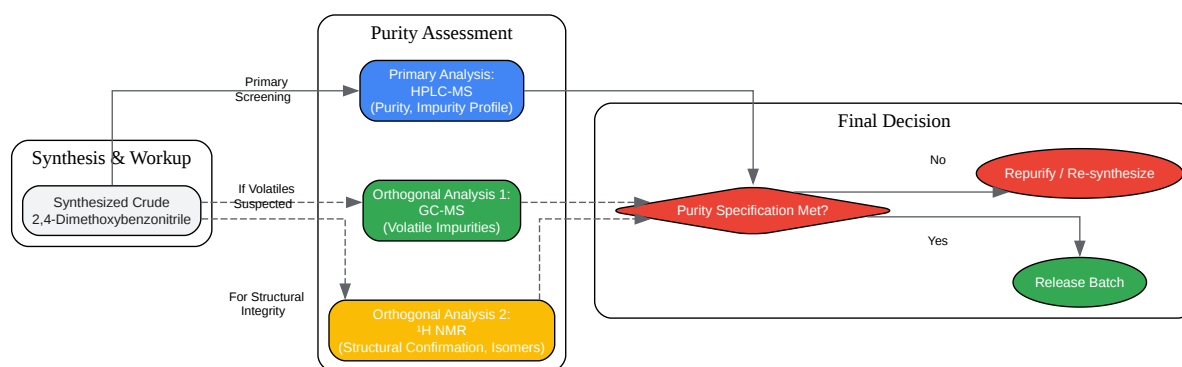 Purity Assessment
Primary Analysis:
HPLC-MS
(Purity, Impurity Profile)
Primary
Screening
Final Decision
Synthesis & Workup
Synthesized Crude
2,4-Dimethoxybenzonitrile
If Volatiles
Suspected
Orthogonal Analysis 1:
GC-MS
(Volatile Impurities)
Purity Specification Met?
No
Repurify / Re-synthesize
Yes
Release Batch
For Structural
Integrity
Orthogonal Analysis 2:
¹H NMR
(Structural Confirmation, Isomers)